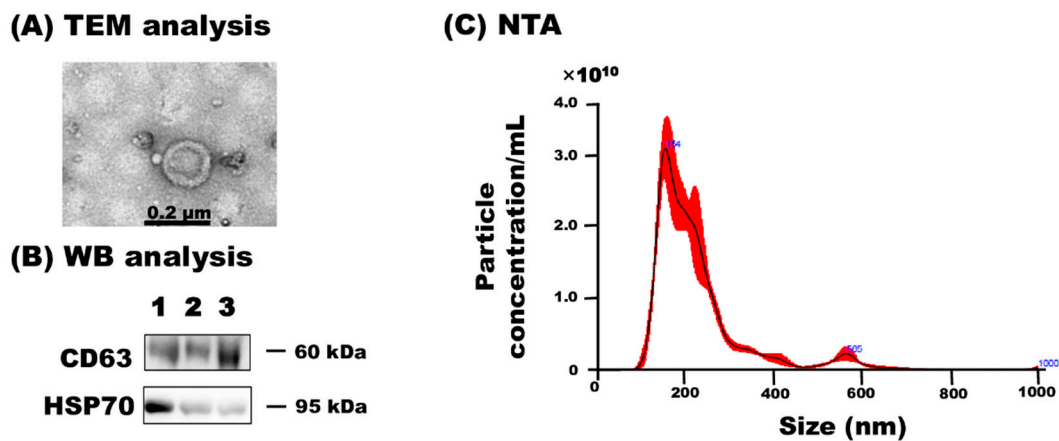 (A) TEM analysis
0.2 µm
(B) WB analysis
1 2 3
CD63 — 60 kDa
HSP70 — 95 kDa
(C) NTA
×10¹⁰
4.0
3.0
2.0
1.0
0
Particle
concentration/mL
0 200 400 600 800 1000
Size (nm)
1000